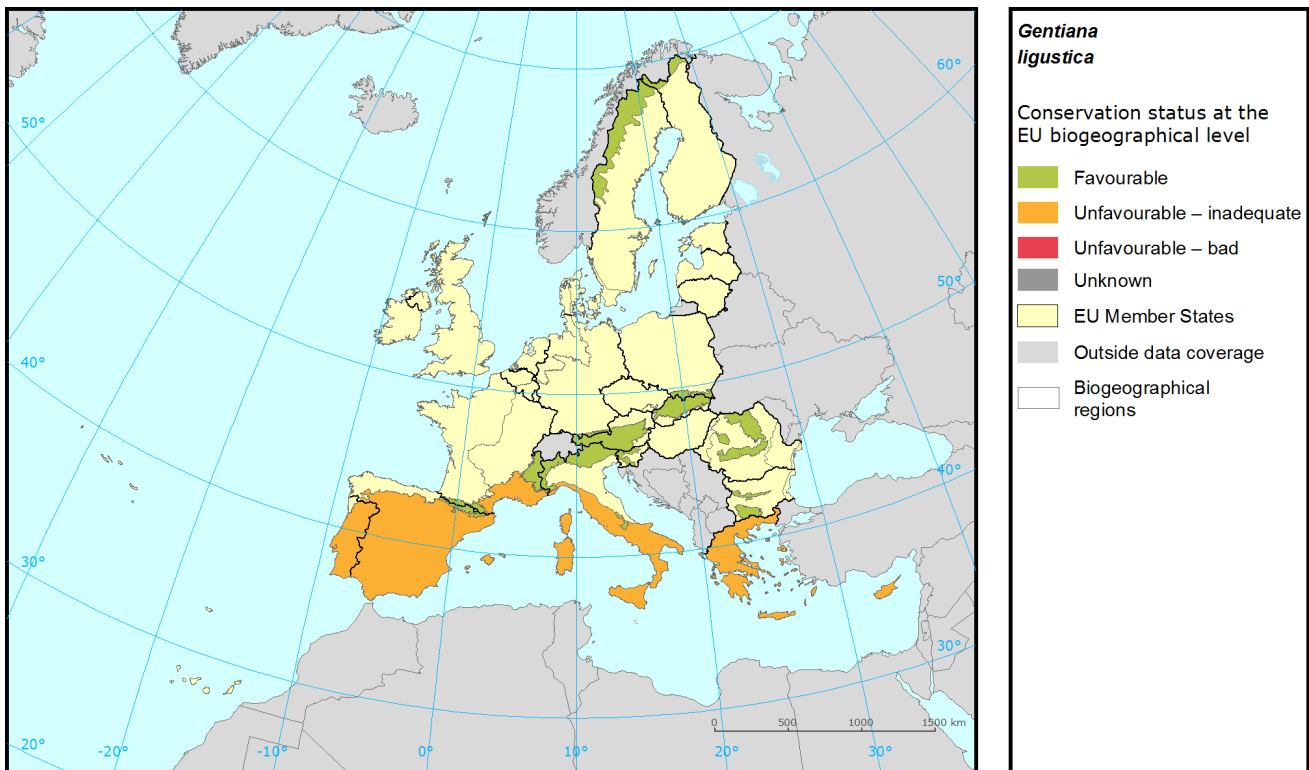 Gentiana
ligustica
Conservation status at the
EU biogeographical level
Favourable
Unfavourable – inadequate
Unfavourable – bad
Unknown
EU Member States
Outside data coverage
Biogeographical
regions
60°
50°
50°
40°
40°
30°
30°
20°
-20°
-10°
0°
10°
20°
30°
0
500
1000
1500 km